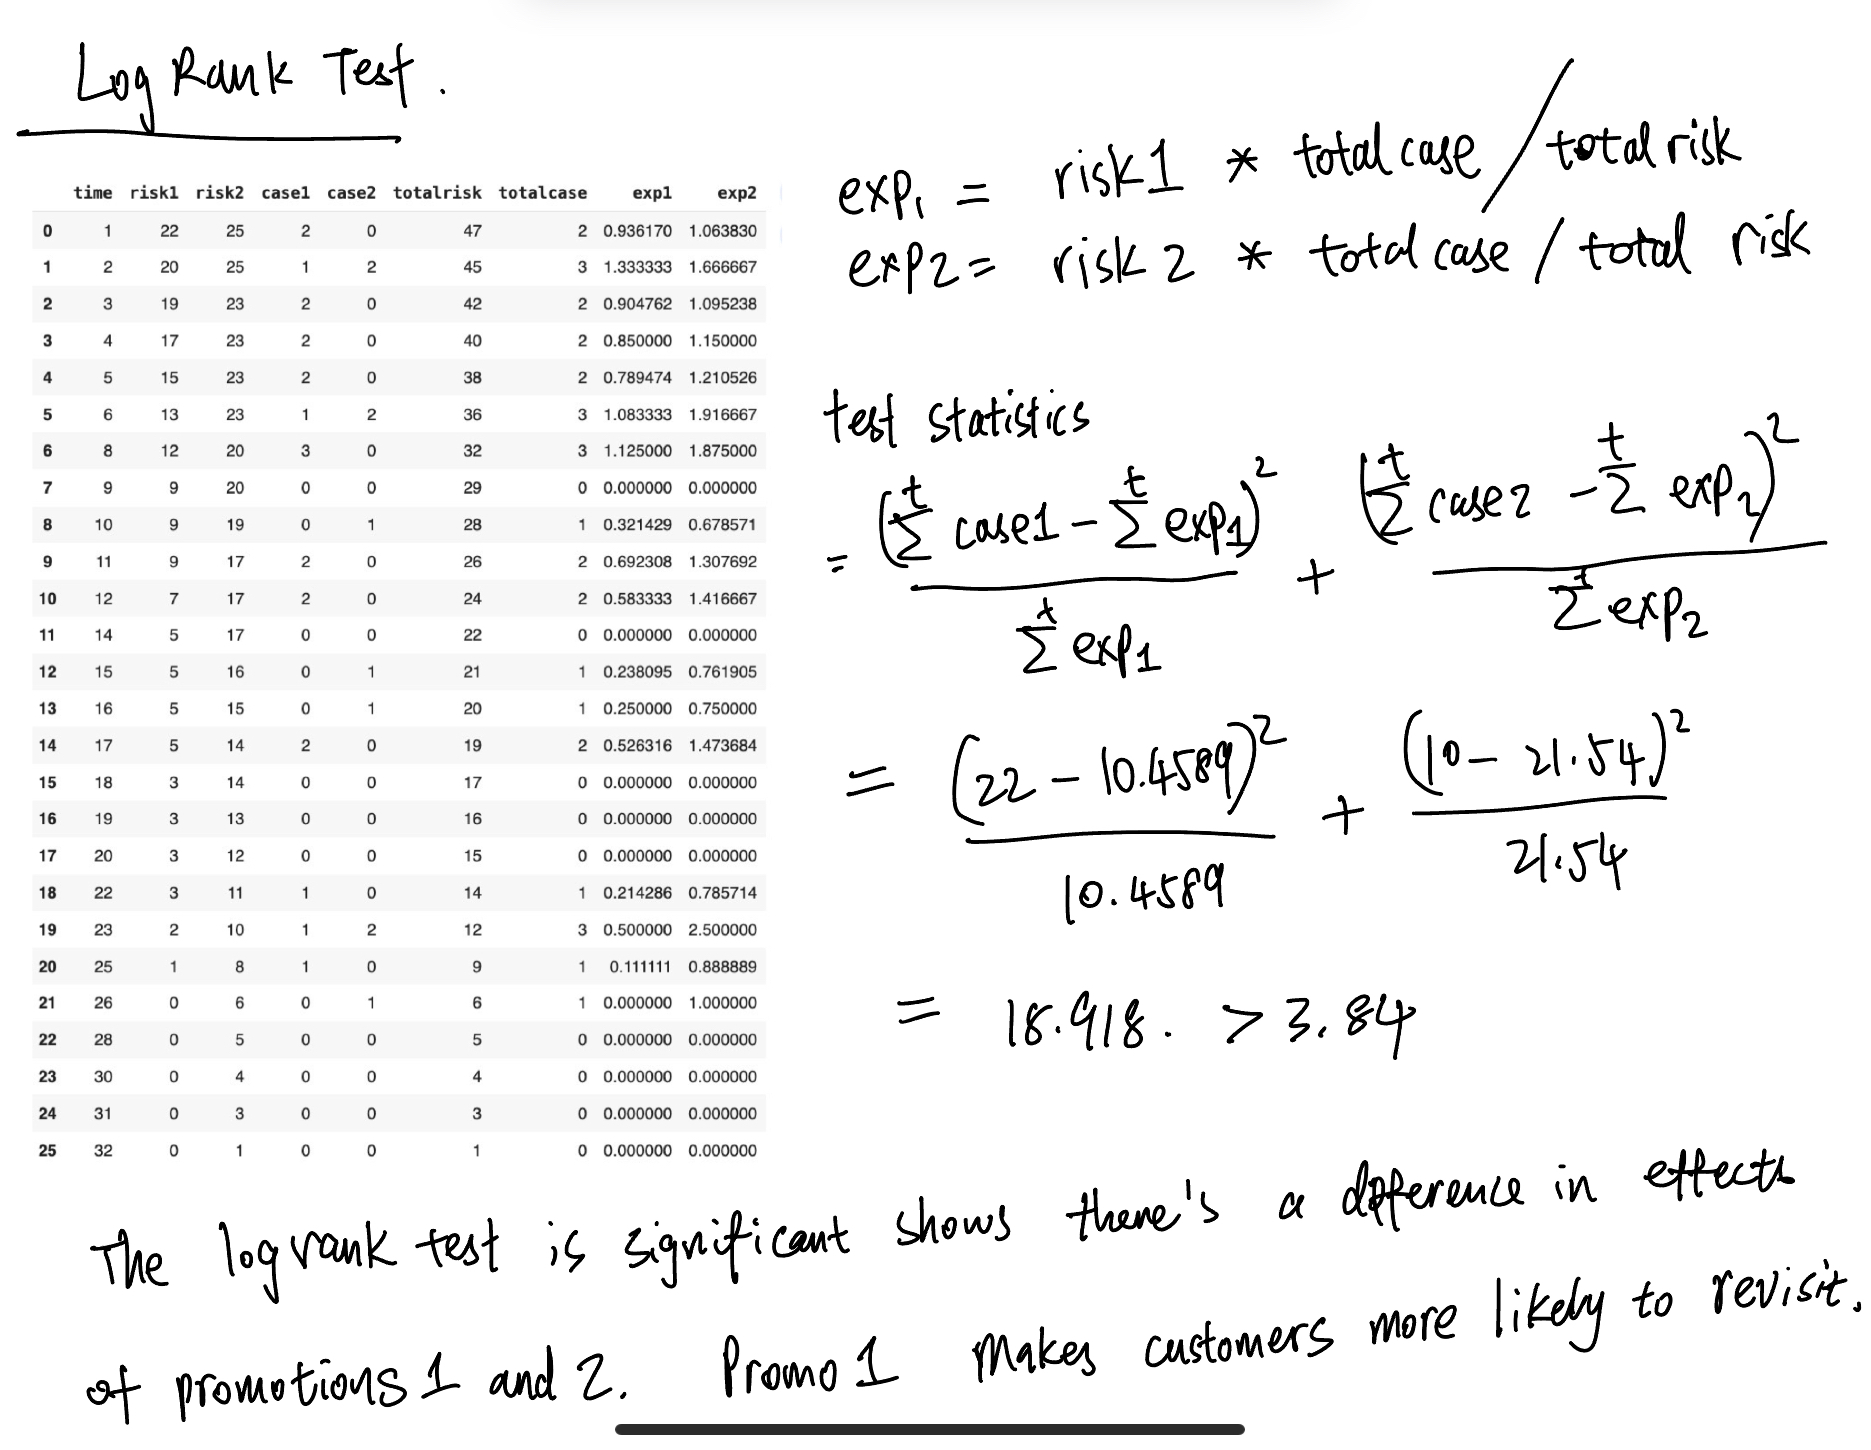 Log Rank Test.
time risk1 risk2 case1 case2 totalrisk totalcase exp1 exp2
0 1 22 25 2 0 47 2 0.936170 1.063830
1 2 20 25 1 2 45 3 1.333333 1.666667
2 3 19 23 2 0 42 2 0.904762 1.095238
3 4 17 23 2 0 40 2 0.850000 1.150000
4 5 15 23 2 0 38 2 0.789474 1.210526
5 6 13 23 1 2 36 3 1.083333 1.916667
6 8 12 20 3 0 32 3 1.125000 1.875000
7 9 9 20 0 0 29 0 0.000000 0.000000
8 10 9 19 0 1 28 1 0.321429 0.678571
9 11 9 17 2 0 26 2 0.692308 1.307692
10 12 7 17 2 0 24 2 0.583333 1.416667
11 14 5 17 0 0 22 0 0.000000 0.000000
12 15 5 16 0 1 21 1 0.238095 0.761905
13 16 5 15 0 1 20 1 0.250000 0.750000
14 17 5 14 2 0 19 2 0.526316 1.473684
15 18 3 14 0 0 17 0 0.000000 0.000000
16 19 3 13 0 0 16 0 0.000000 0.000000
17 20 3 12 0 0 15 0 0.000000 0.000000
18 22 3 11 1 0 14 1 0.214286 0.785714
19 23 2 10 1 2 12 3 0.500000 2.500000
20 25 1 8 1 0 9 1 0.111111 0.888889
21 26 0 6 0 1 6 1 0.000000 1.000000
22 28 0 5 0 0 5 0 0.000000 0.000000
23 30 0 4 0 0 4 0 0.000000 0.000000
24 31 0 3 0 0 3 0 0.000000 0.000000
25 32 0 1 0 0 1 0 0.000000 0.000000
exp₁ = risk1 * total case / total risk
exp2 = risk 2 * total case / total risk
test statistics
= (Σᵗ case1 − Σᵗ exp1)² / Σᵗ exp1 + (Σᵗ case2 − Σᵗ exp2)² / Σᵗ exp2
= (22 − 10.4589)² / 10.4589 + (10 − 21.54)² / 21.54
= 18.918. > 3.84
The log rank test is significant shows there's a difference in effects
of promotions 1 and 2. Promo 1 makes customers more likely to revisit.